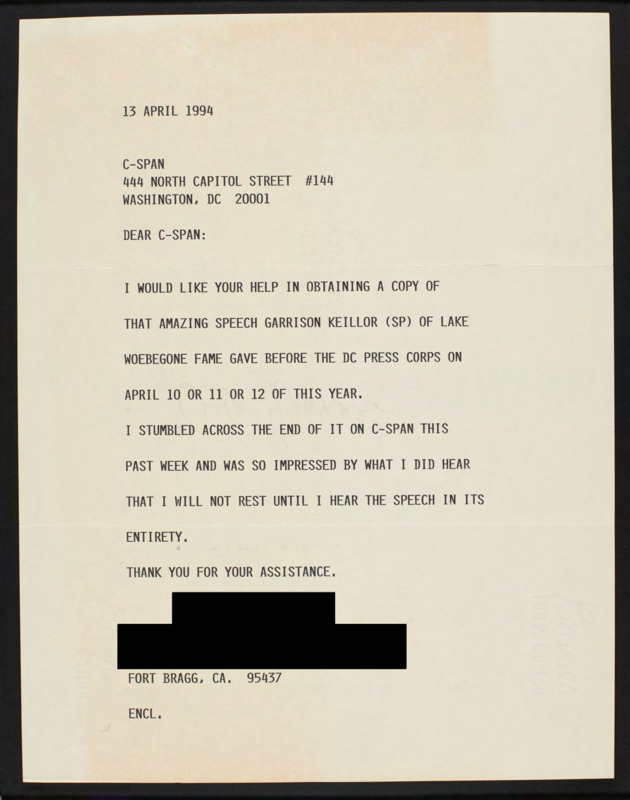 13 APRIL 1994
C-SPAN
444 NORTH CAPITOL STREET #144
WASHINGTON, DC 20001
DEAR C-SPAN:
I WOULD LIKE YOUR HELP IN OBTAINING A COPY OF
THAT AMAZING SPEECH GARRISON KEILLOR (SP) OF LAKE
WOEBEGONE FAME GAVE BEFORE THE DC PRESS CORPS ON
APRIL 10 OR 11 OR 12 OF THIS YEAR.
I STUMBLED ACROSS THE END OF IT ON C-SPAN THIS
PAST WEEK AND WAS SO IMPRESSED BY WHAT I DID HEAR
THAT I WILL NOT REST UNTIL I HEAR THE SPEECH IN ITS
ENTIRETY.
THANK YOU FOR YOUR ASSISTANCE.
FORT BRAGG, CA. 95437
ENCL.